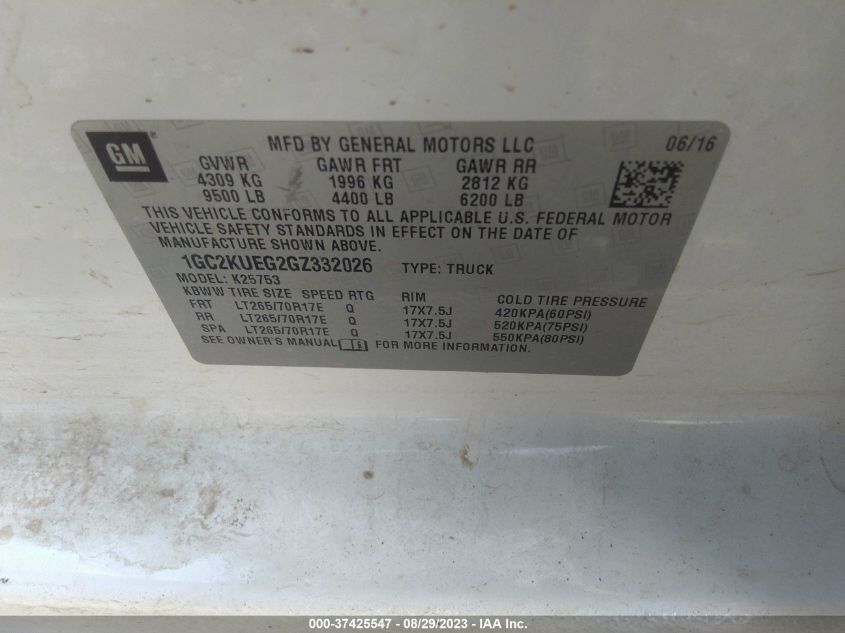 GM
MFD BY GENERAL MOTORS LLC 06/16
GVWR GAWR FRT GAWR RR
4309 KG 1996 KG 2812 KG
9500 LB 4400 LB 6200 LB
THIS VEHICLE CONFORMS TO ALL APPLICABLE U.S. FEDERAL MOTOR
VEHICLE SAFETY STANDARDS IN EFFECT ON THE DATE OF
MANUFACTURE SHOWN ABOVE.
1GC2KUEG2GZ332026 TYPE: TRUCK
MODEL: K25753
KBWW TIRE SIZE SPEED RTG RIM COLD TIRE PRESSURE
FRT LT265/70R17E Q 17X7.5J 420KPA(60PSI)
RR LT265/70R17E Q 17X7.5J 520KPA(75PSI)
SPA LT265/70R17E Q 17X7.5J 550KPA(80PSI)
SEE OWNER'S MANUAL FOR MORE INFORMATION.
000-37425547 - 08/29/2023 - IAA Inc.